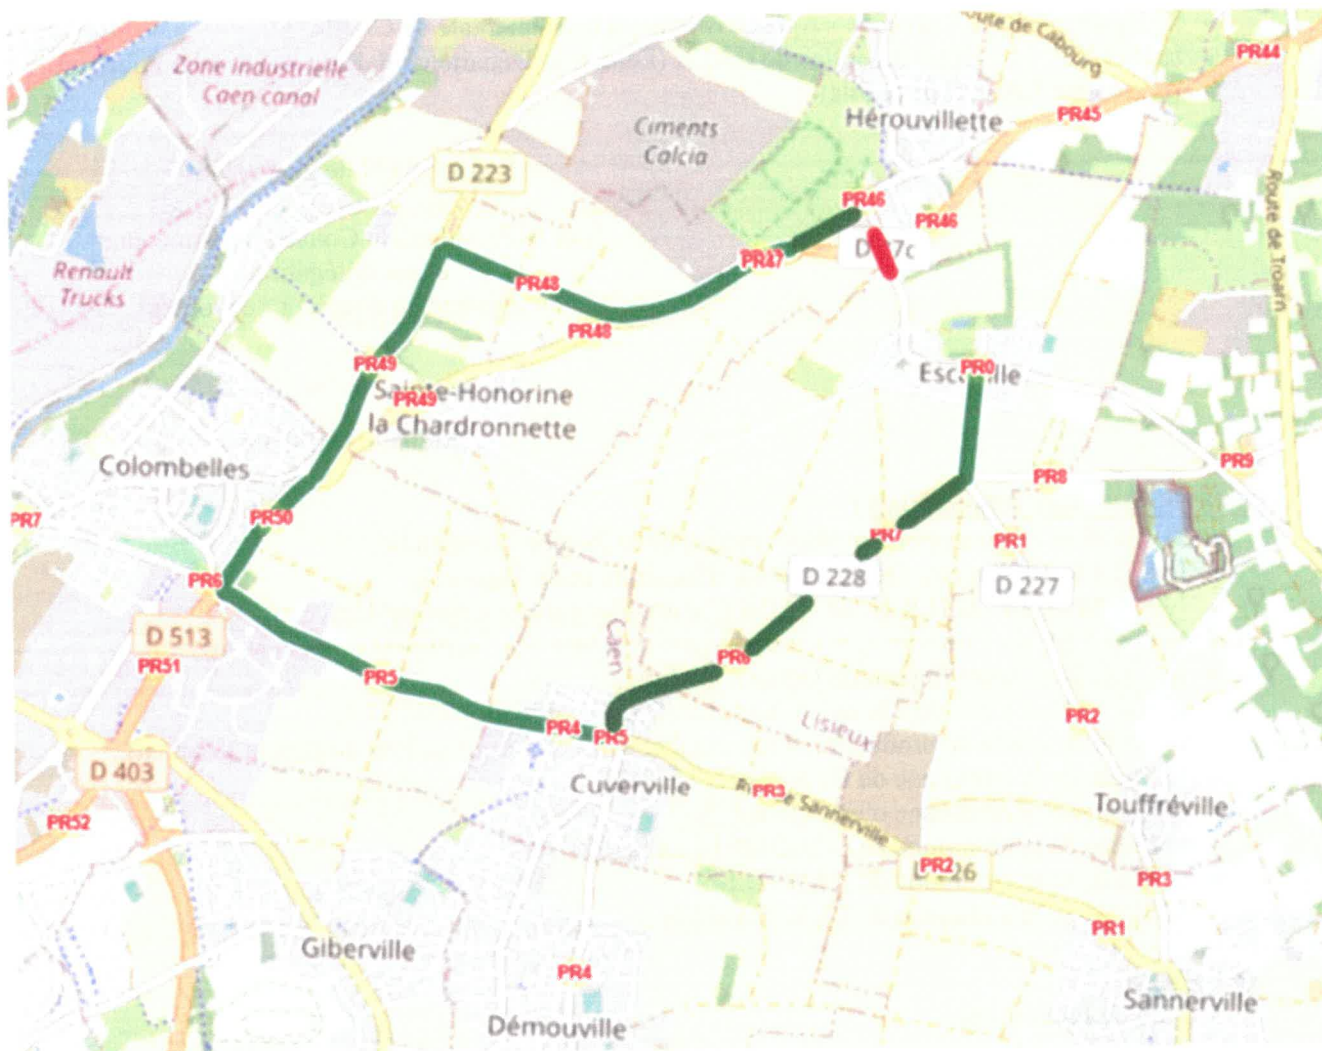 Route de Cabourg
PR44
Zone industrielle
Caen canal
Ciments
Calcia
Hérouvillette
PR45
D 223
PR46
PR46
Route de Troarn
Renault
Trucks
PR47
PR48
PR48
PR49
PR0
Sainte-Honorine
la Chardronnette
PR49
Colombelles
PR9
PR8
PR7
PR50
PR7
PR1
PR6
D 228
D 227
D 513
Caen
PR6
PR51
PR5
PR2
PR4
PR5
Lisieux
D 403
Cuverville
PR3
Sannerville
Touffréville
PR52
PR2
PR3
PR1
Giberville
PR4
Sannerville
Démouville